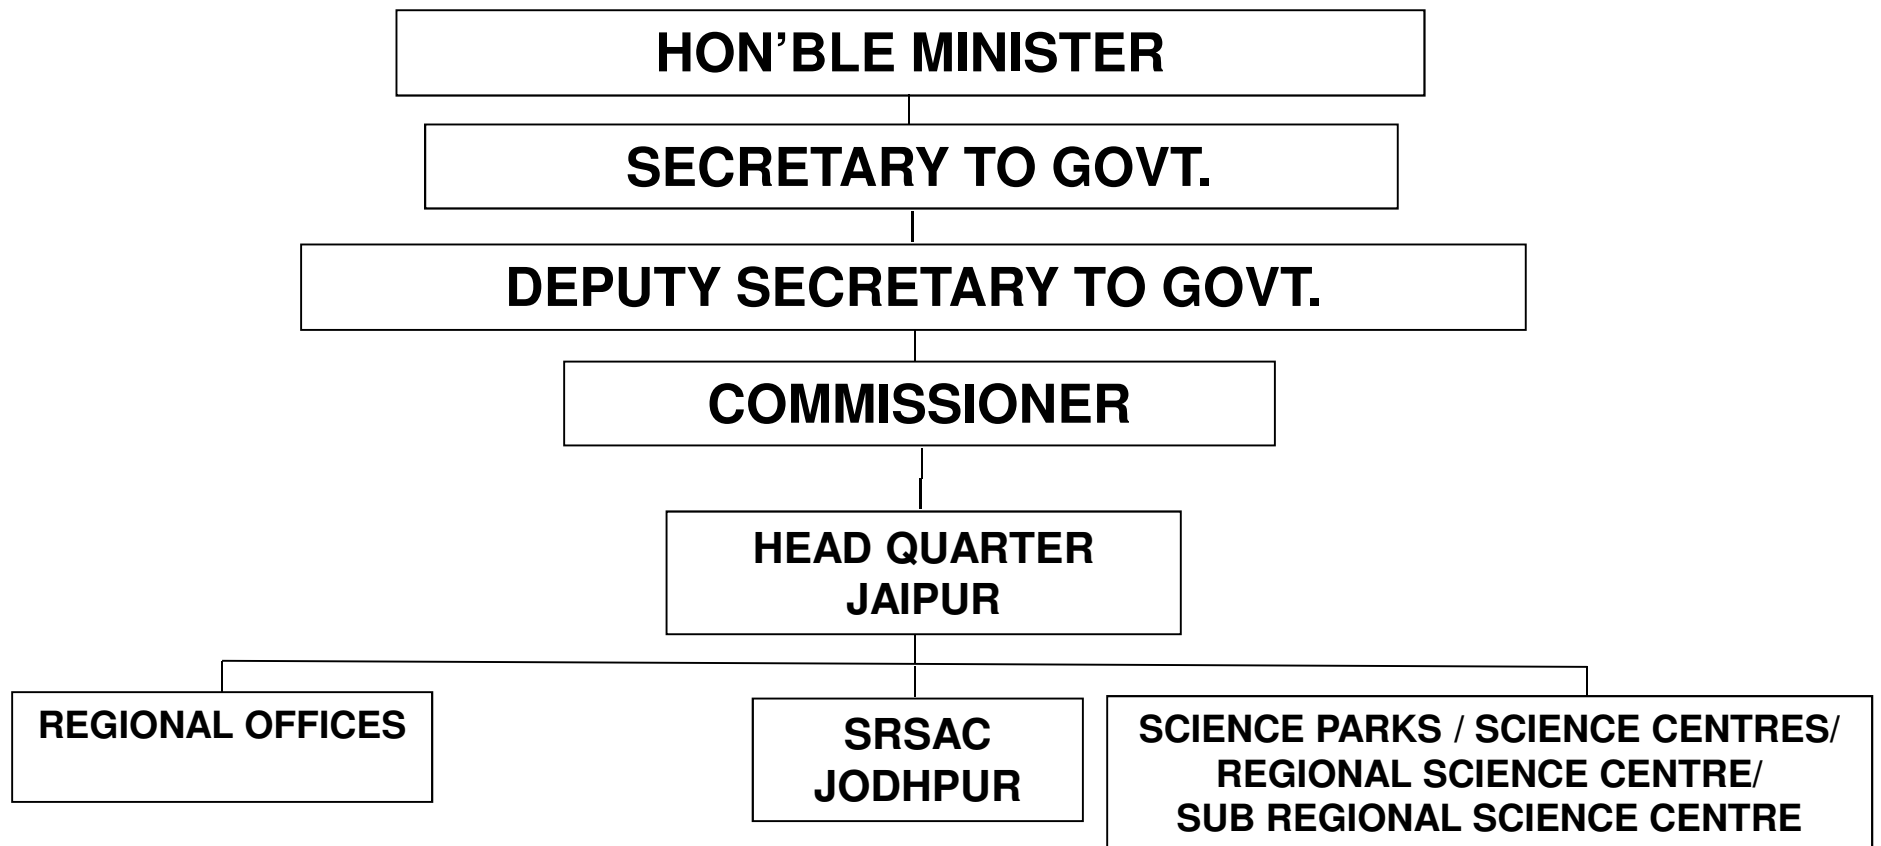 HON’BLE MINISTER
SECRETARY TO GOVT.
DEPUTY SECRETARY TO GOVT.
COMMISSIONER
HEAD QUARTER
JAIPUR
REGIONAL OFFICES
SRSAC
JODHPUR
SCIENCE PARKS / SCIENCE CENTRES/
REGIONAL SCIENCE CENTRE/
SUB REGIONAL SCIENCE CENTRE